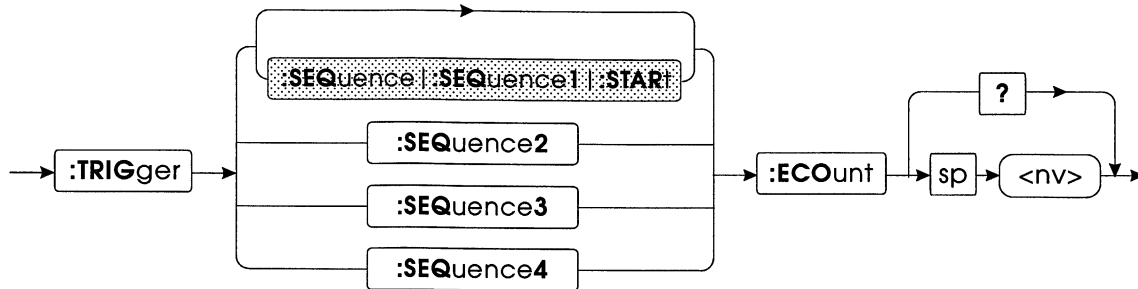 :SEQuence|:SEQuence1|:STARt
:SEQuence2
:TRIGger
:SEQuence3
:SEQuence4
:ECOunt
?
sp
<nv>